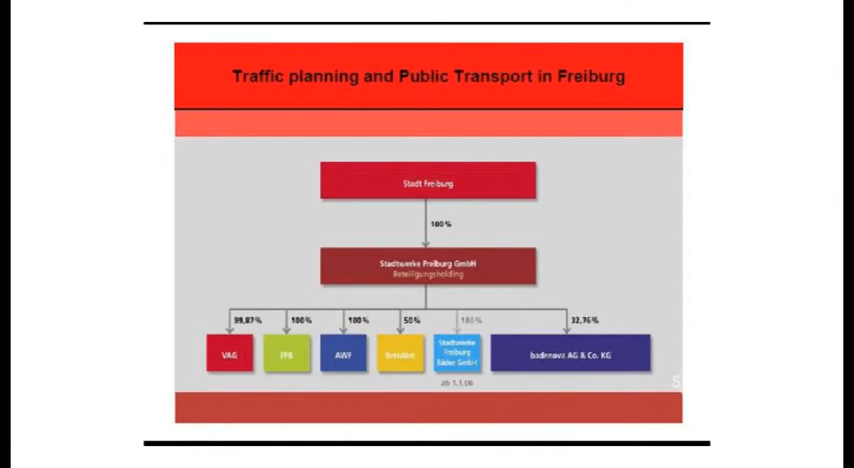 Traffic planning and Public Transport in Freiburg
Stadt Freiburg
100%
Stadtwerke Freiburg GmbH
Beteiligungsholding
99,87%
100%
100%
50%
100%
32,76%
VAG
FFB
AWF
Stadtwerke
Freiburg
Bäder GmbH
badenova AG & Co. KG
ab 1.1.06
S